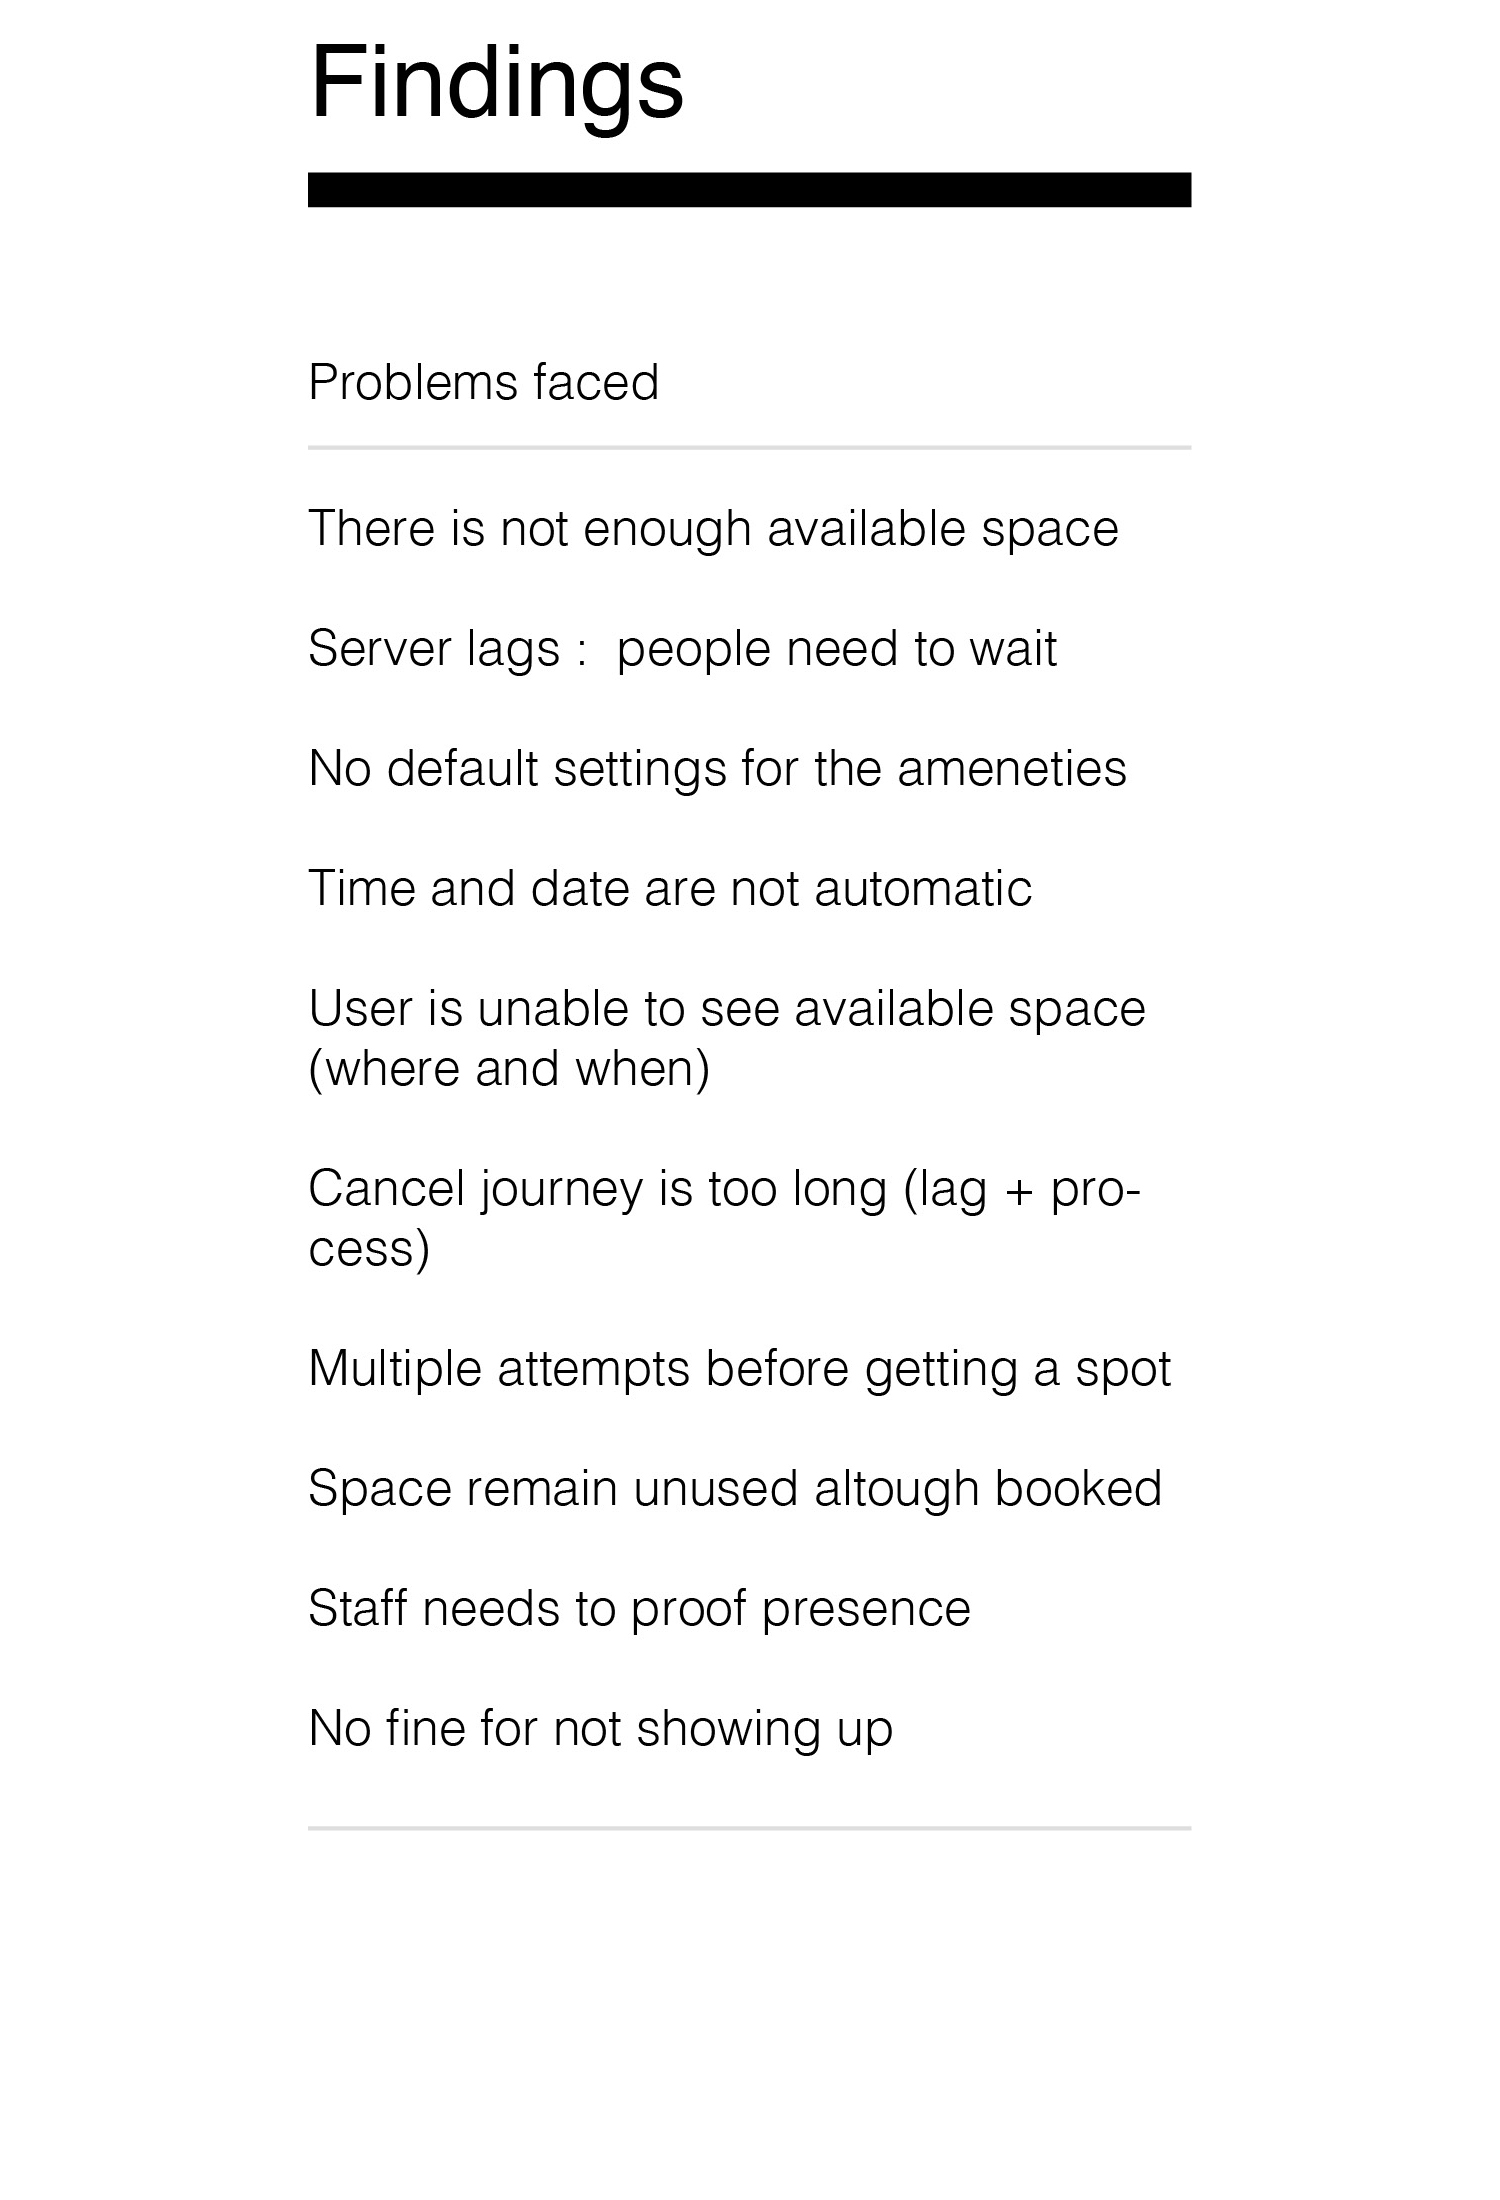 Findings
Problems faced
There is not enough available space
Server lags :  people need to wait
No default settings for the ameneties
Time and date are not automatic
User is unable to see available space
(where and when)
Cancel journey is too long (lag + pro-
cess)
Multiple attempts before getting a spot
Space remain unused altough booked
Staff needs to proof presence
No fine for not showing up